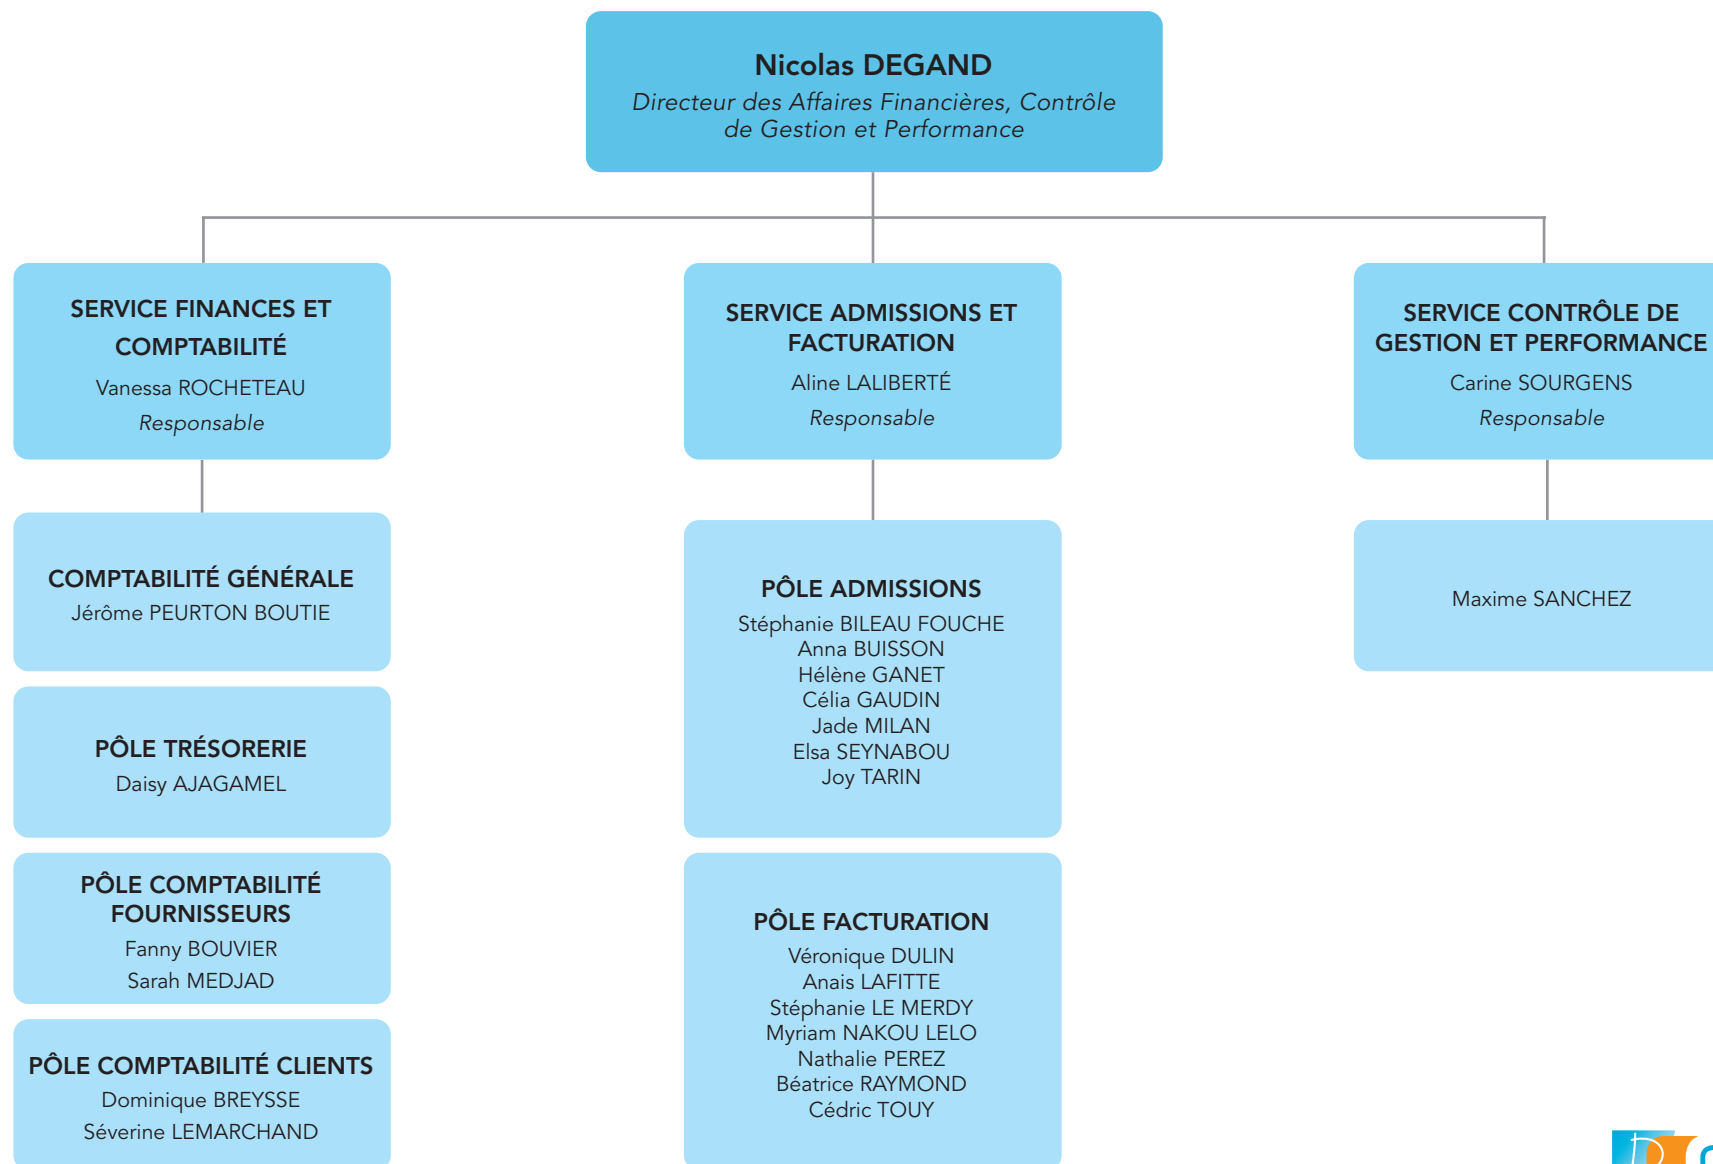 Nicolas DEGAND
Directeur des Affaires Financières, Contrôle
de Gestion et Performance
SERVICE FINANCES ET
COMPTABILITÉ
Vanessa ROCHETEAU
Responsable
COMPTABILITÉ GÉNÉRALE
Jérôme PEURTON BOUTIE
PÔLE TRÉSORERIE
Daisy AJAGAMEL
PÔLE COMPTABILITÉ
FOURNISSEURS
Fanny BOUVIER
Sarah MEDJAD
PÔLE COMPTABILITÉ CLIENTS
Dominique BREYSSE
Séverine LEMARCHAND
SERVICE ADMISSIONS ET
FACTURATION
Aline LALIBERTÉ
Responsable
PÔLE ADMISSIONS
Stéphanie BILEAU FOUCHE
Anna BUISSON
Hélène GANET
Célia GAUDIN
Jade MILAN
Elsa SEYNABOU
Joy TARIN
PÔLE FACTURATION
Véronique DULIN
Anais LAFITTE
Stéphanie LE MERDY
Myriam NAKOU LELO
Nathalie PEREZ
Béatrice RAYMOND
Cédric TOUY
SERVICE CONTRÔLE DE
GESTION ET PERFORMANCE
Carine SOURGENS
Responsable
Maxime SANCHEZ